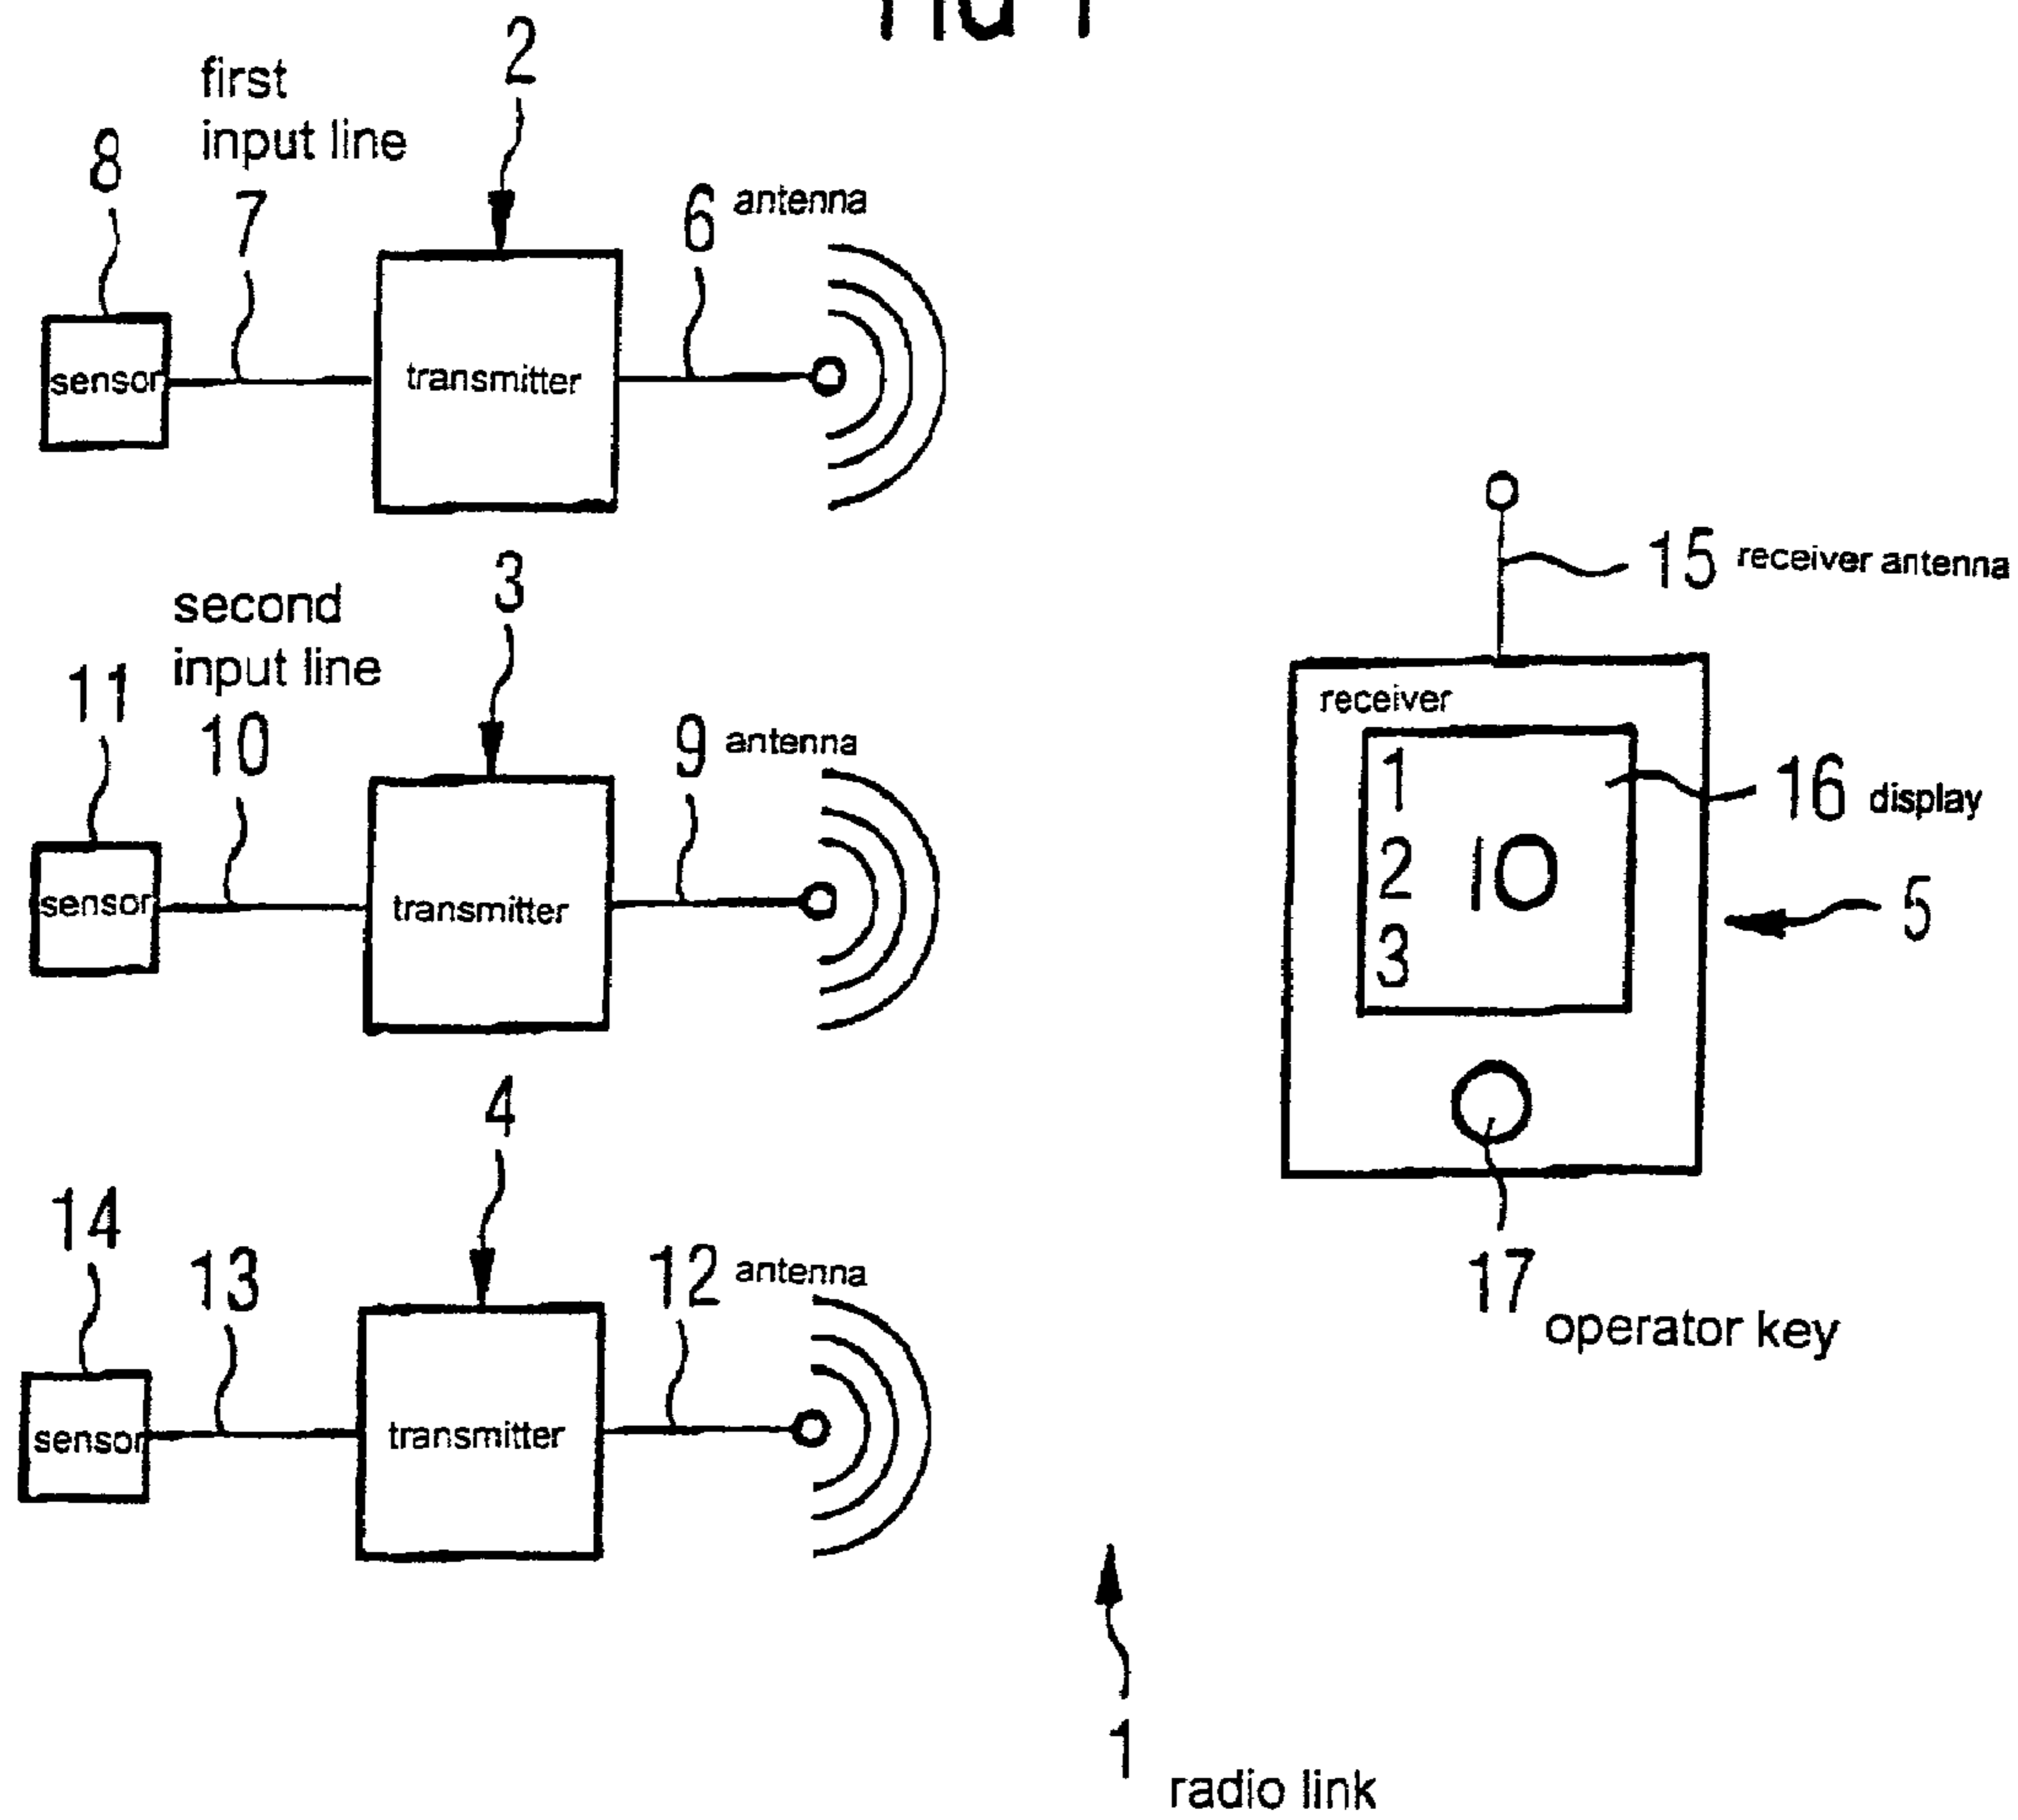 2
first
input line
8
7
6 antenna
sensor
transmitter
3
15 receiver antenna
second
input line
11
10
9 antenna
receiver
1
2
3
IO
16 display
5
sensor
transmitter
4
14
13
12 antenna
17 operator key
sensor
transmitter
1 radio link